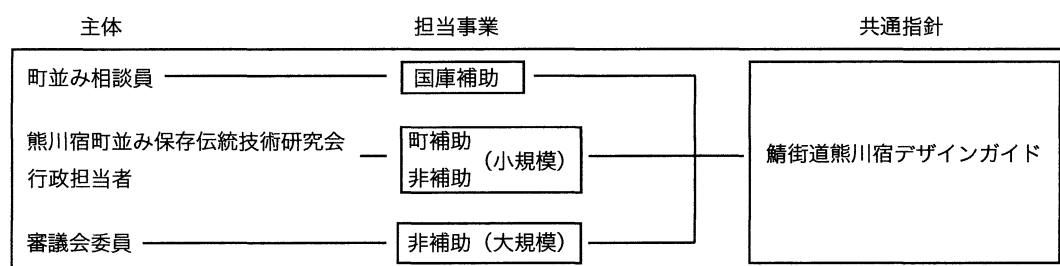 主体 担当事業 共通指針
町並み相談員 国庫補助
熊川宿町並み保存伝統技術研究会 町補助 (小規模)
行政担当者 非補助
鯖街道熊川宿デザインガイド
審議会委員 非補助(大規模)